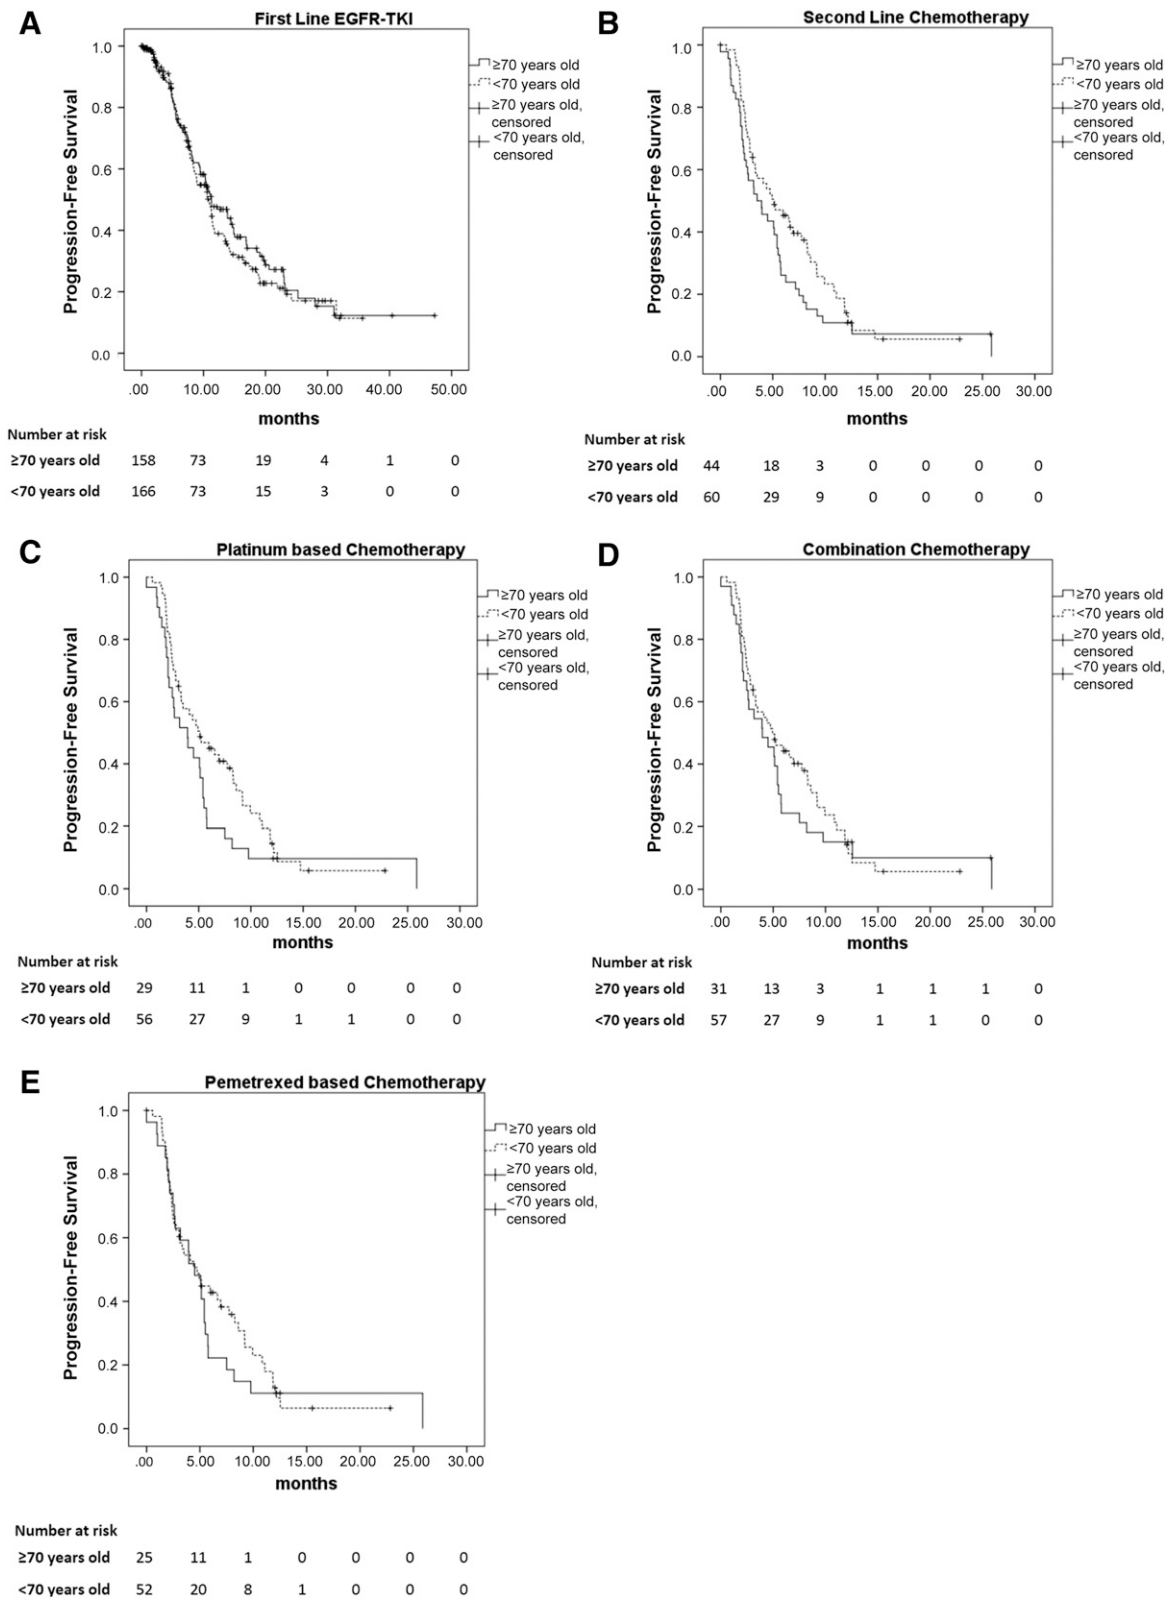 A
First Line EGFR-TKI
Progression-Free Survival
1.0
0.8
0.6
0.4
0.2
0.0
.00 10.00 20.00 30.00 40.00 50.00
months
≥70 years old
<70 years old
≥70 years old,
censored
<70 years old,
censored
Number at risk
≥70 years old 158 73 19 4 1 0
<70 years old 166 73 15 3 0 0
B
Second Line Chemotherapy
Progression-Free Survival
1.0
0.8
0.6
0.4
0.2
0.0
.00 5.00 10.00 15.00 20.00 25.00 30.00
months
≥70 years old
<70 years old
≥70 years old,
censored
<70 years old,
censored
Number at risk
≥70 years old 44 18 3 0 0 0 0
<70 years old 60 29 9 0 0 0 0
C
Platinum based Chemotherapy
Progression-Free Survival
1.0
0.8
0.6
0.4
0.2
0.0
.00 5.00 10.00 15.00 20.00 25.00 30.00
months
≥70 years old
<70 years old
≥70 years old,
censored
<70 years old,
censored
Number at risk
≥70 years old 29 11 1 0 0 0 0
<70 years old 56 27 9 1 1 0 0
D
Combination Chemotherapy
Progression-Free Survival
1.0
0.8
0.6
0.4
0.2
0.0
.00 5.00 10.00 15.00 20.00 25.00 30.00
months
≥70 years old
<70 years old
≥70 years old,
censored
<70 years old,
censored
Number at risk
≥70 years old 31 13 3 1 1 1 0
<70 years old 57 27 9 1 1 0 0
E
Pemetrexed based Chemotherapy
Progression-Free Survival
1.0
0.8
0.6
0.4
0.2
0.0
.00 5.00 10.00 15.00 20.00 25.00 30.00
months
≥70 years old
<70 years old
≥70 years old,
censored
<70 years old,
censored
Number at risk
≥70 years old 25 11 1 0 0 0 0
<70 years old 52 20 8 1 0 0 0